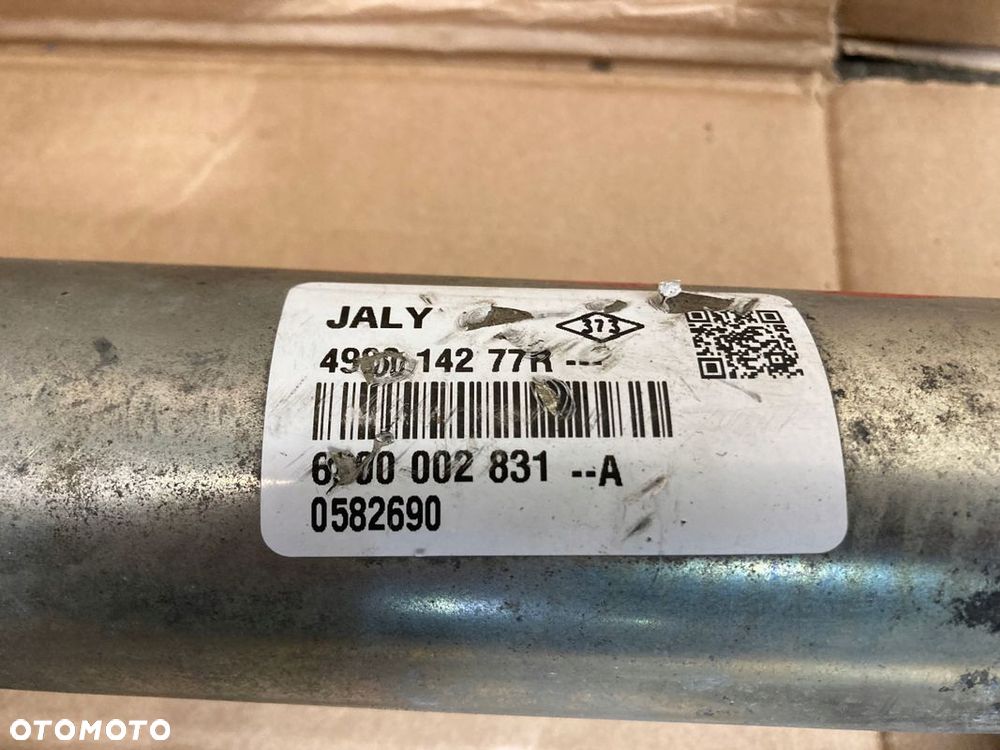 JALY
373
142 77R ---
002 831 --A
0582690
OTOMOTO